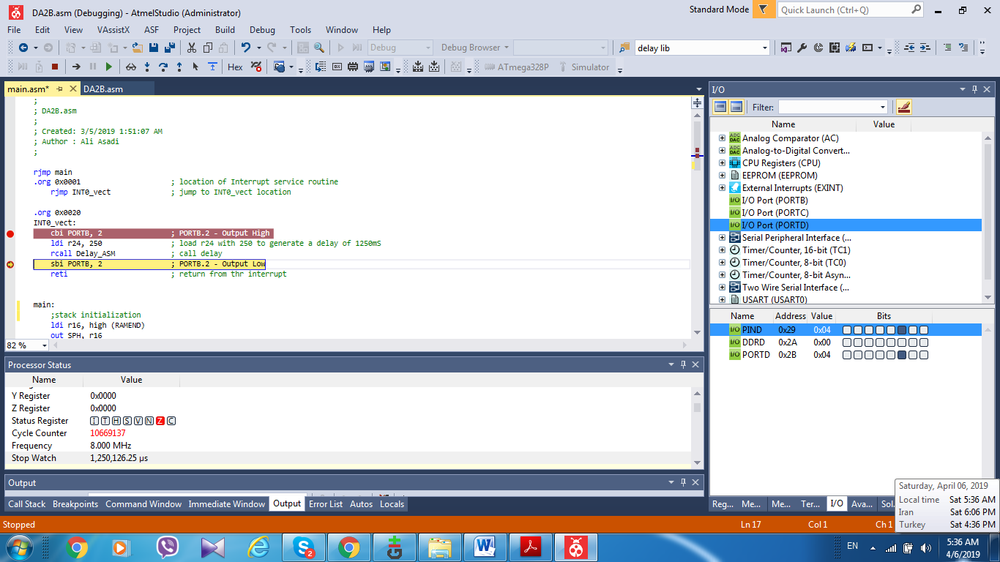 DA2B.asm (Debugging) - AtmelStudio (Administrator)
Standard Mode
Quick Launch (Ctrl+Q)
File Edit View VAssistX ASF Project Build Debug Tools Window Help
Debug Debug Browser delay lib
Hex ATmega328P Simulator
main.asm* DA2B.asm
;
; DA2B.asm
;
; Created: 3/5/2019 1:51:07 AM
; Author : Ali Asadi
;
rjmp main
.org 0x0001 ; location of Interrupt service routine
rjmp INT0_vect ; jump to INT0_vect location
.org 0x0020
INT0_vect:
cbi PORTB, 2 ; PORTB.2 - Output High
ldi r24, 250 ; load r24 with 250 to generate a delay of 1250mS
rcall Delay_ASM ; call delay
sbi PORTB, 2 ; PORTB.2 - Output Low
reti ; return from thr interrupt
main:
;stack initialization
ldi r16, high (RAMEND)
out SPH, r16
82 %
Processor Status
Name Value
Y Register 0x0000
Z Register 0x0000
Status Register I T H S V N Z C
Cycle Counter 10669137
Frequency 8.000 MHz
Stop Watch 1,250,126.25 µs
Output
Call Stack Breakpoints Command Window Immediate Window Output Error List Autos Locals
I/O
Filter:
Name Value
Analog Comparator (AC)
Analog-to-Digital Convert...
CPU Registers (CPU)
EEPROM (EEPROM)
External Interrupts (EXINT)
I/O Port (PORTB)
I/O Port (PORTC)
I/O Port (PORTD)
Serial Peripheral Interface (...
Timer/Counter, 16-bit (TC1)
Timer/Counter, 8-bit (TC0)
Timer/Counter, 8-bit Asyn...
Two Wire Serial Interface (...
USART (USART0)
Name Address Value Bits
I/O PIND 0x29 0x04
I/O DDRD 0x2A 0x00
I/O PORTD 0x2B 0x04
Reg... Me... Me... Ter... I/O Ava... Sol.
Saturday, April 06, 2019
Local time Sat 5:36 AM
Iran Sat 6:06 PM
Turkey Sat 4:36 PM
Stopped Ln 17 Col 1 Ch 1
2
EN
5:36 AM
4/6/2019